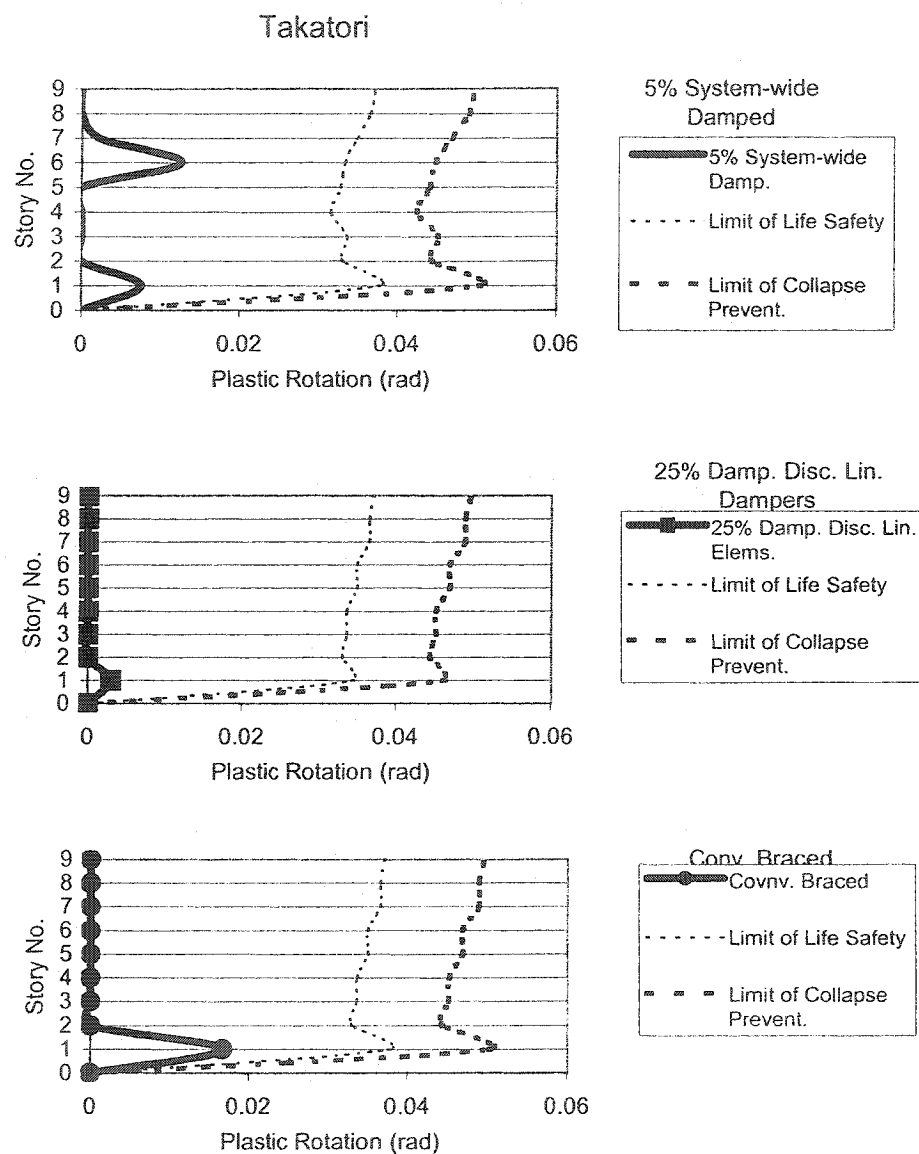 Takatori
5% System-wide
Damped
9
8
7
6
5
4
3
2
1
0
Story No.
0
0.02
0.04
0.06
Plastic Rotation (rad)
5% System-wide
Damp.
Limit of Life Safety
Limit of Collapse
Prevent.
25% Damp. Disc. Lin.
Dampers
9
8
7
6
5
4
3
2
1
0
Story No.
0
0.02
0.04
0.06
Plastic Rotation (rad)
25% Damp. Disc. Lin.
Elems.
Limit of Life Safety
Limit of Collapse
Prevent.
Conv. Braced
9
8
7
6
5
4
3
2
1
0
Story No.
0
0.02
0.04
0.06
Plastic Rotation (rad)
Covnv. Braced
Limit of Life Safety
Limit of Collapse
Prevent.